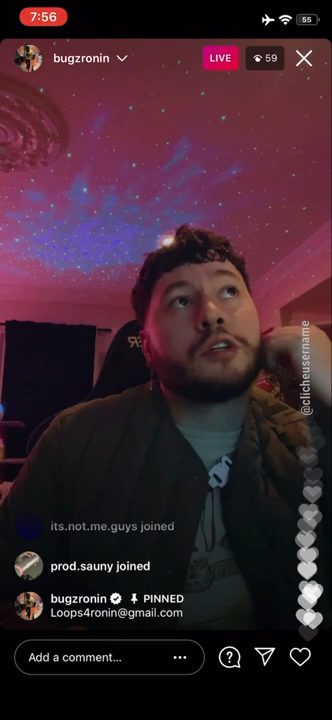 7:56
55
bugzronin
LIVE
59
@clicheusername
its.not.me.guys joined
prod.sauny joined
bugzronin PINNED
Loops4ronin@gmail.com
Add a comment...